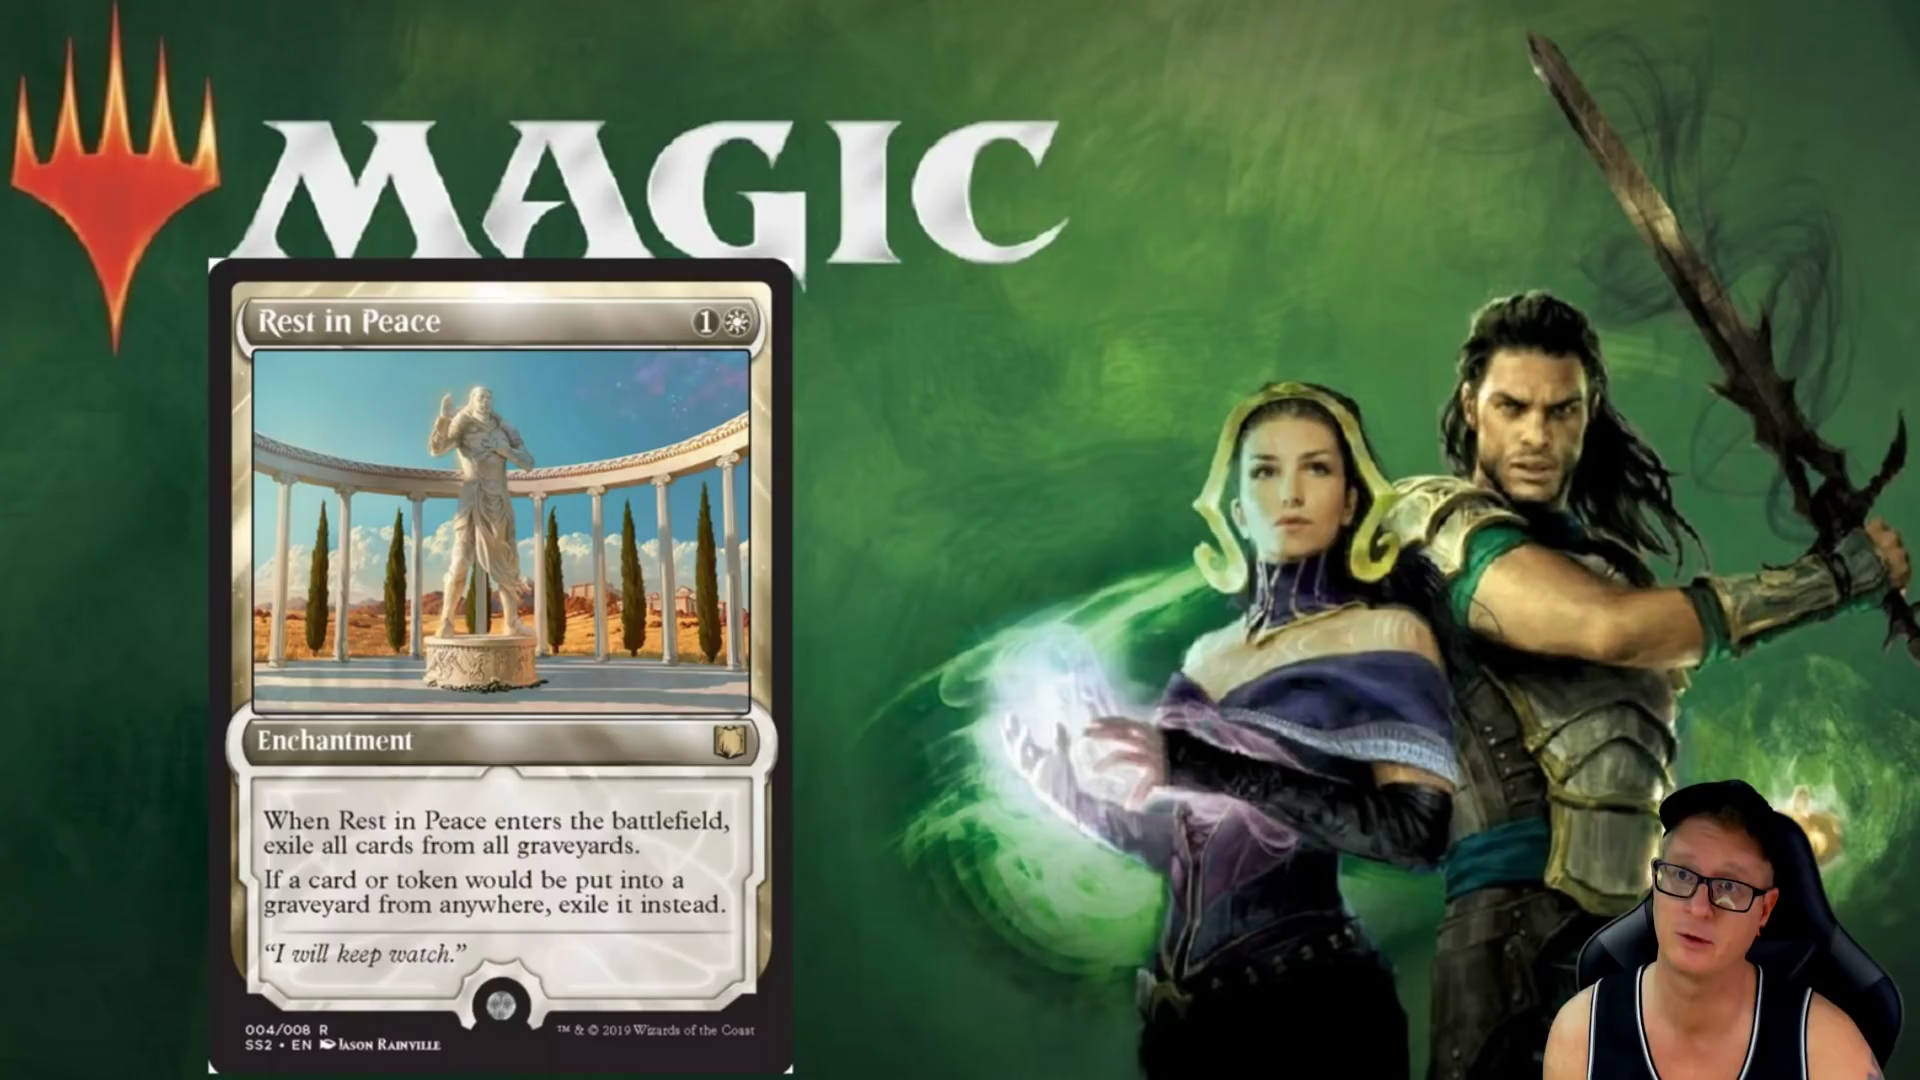 MAGIC
Rest in Peace 1
Enchantment
When Rest in Peace enters the battlefield,
exile all cards from all graveyards.
If a card or token would be put into a
graveyard from anywhere, exile it instead.
“I will keep watch.”
004/008 R
SS2 • EN Jason Rainville
™ & © 2019 Wizards of the Coast